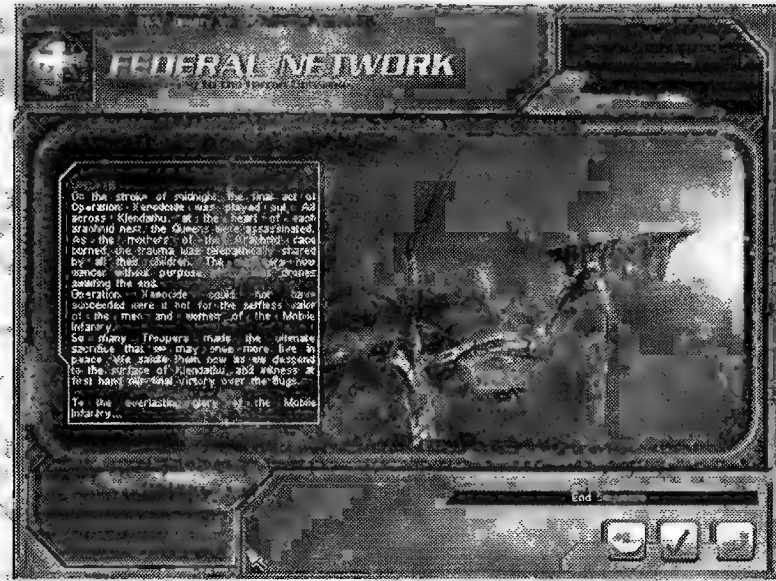 FEDERAL NETWORK
On the stroke of midnight, the final act of
Operation: Xenocide was played out. All
across Klendathu, at the heart of each
arachnid nest, the Queens were assassinated.
As the mothers of the Arachnid race
burned, the trauma was telepathically shared
by all their children. The now
wander without purpose, drones
awaiting the end.
Operation Xenocide could not have
succeeded were it not for the selfless valor
of the men and women of the Mobile
Infantry.
So many Troopers made the ultimate
sacrifice that we may once more live in
peace. We salute them now as we descend
to the surface of Klendathu, and witness at
first hand our final victory over the Bugs.
To the everlasting glory of the Mobile
Infantry...
End